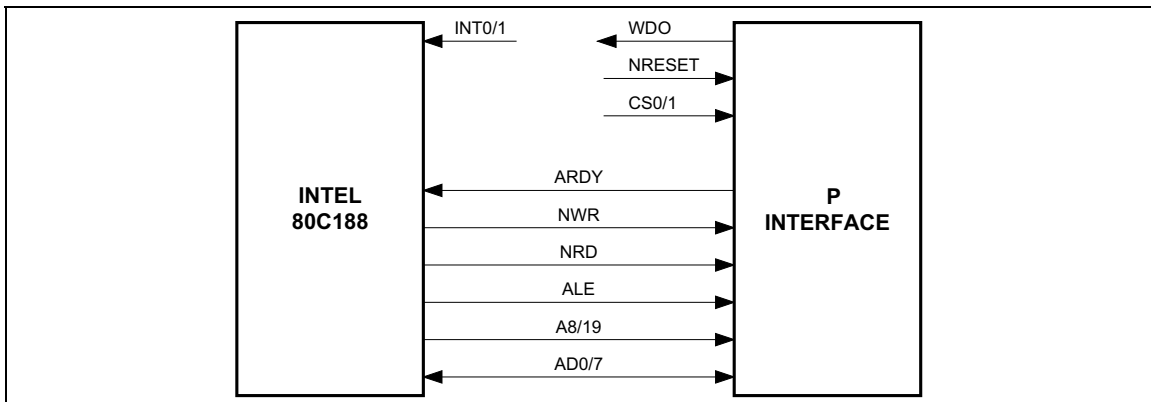 INT0/1
WDO
NRESET
CS0/1
INTEL
80C188
ARDY
NWR
NRD
ALE
A8/19
AD0/7
P
INTERFACE